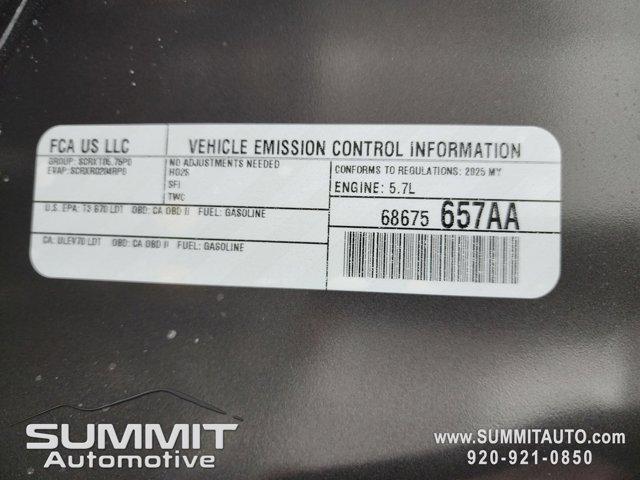 FCA US LLC
VEHICLE EMISSION CONTROL INFORMATION
GROUP: SCRXT05.75P0
EVAP: SCRXR0204RP0
NO ADJUSTMENTS NEEDED
HO2S
SFI
TWC
CONFORMS TO REGULATIONS: 2025 MY
ENGINE: 5.7L
U.S. EPA: T3 B70 LDT OBD: CA OBD II FUEL: GASOLINE
CA: ULEV70 LDT OBD: CA OBD II FUEL: GASOLINE
68675 657AA
SUMMIT
Automotive
WWW.SUMMITAUTO.COM
920-921-0850